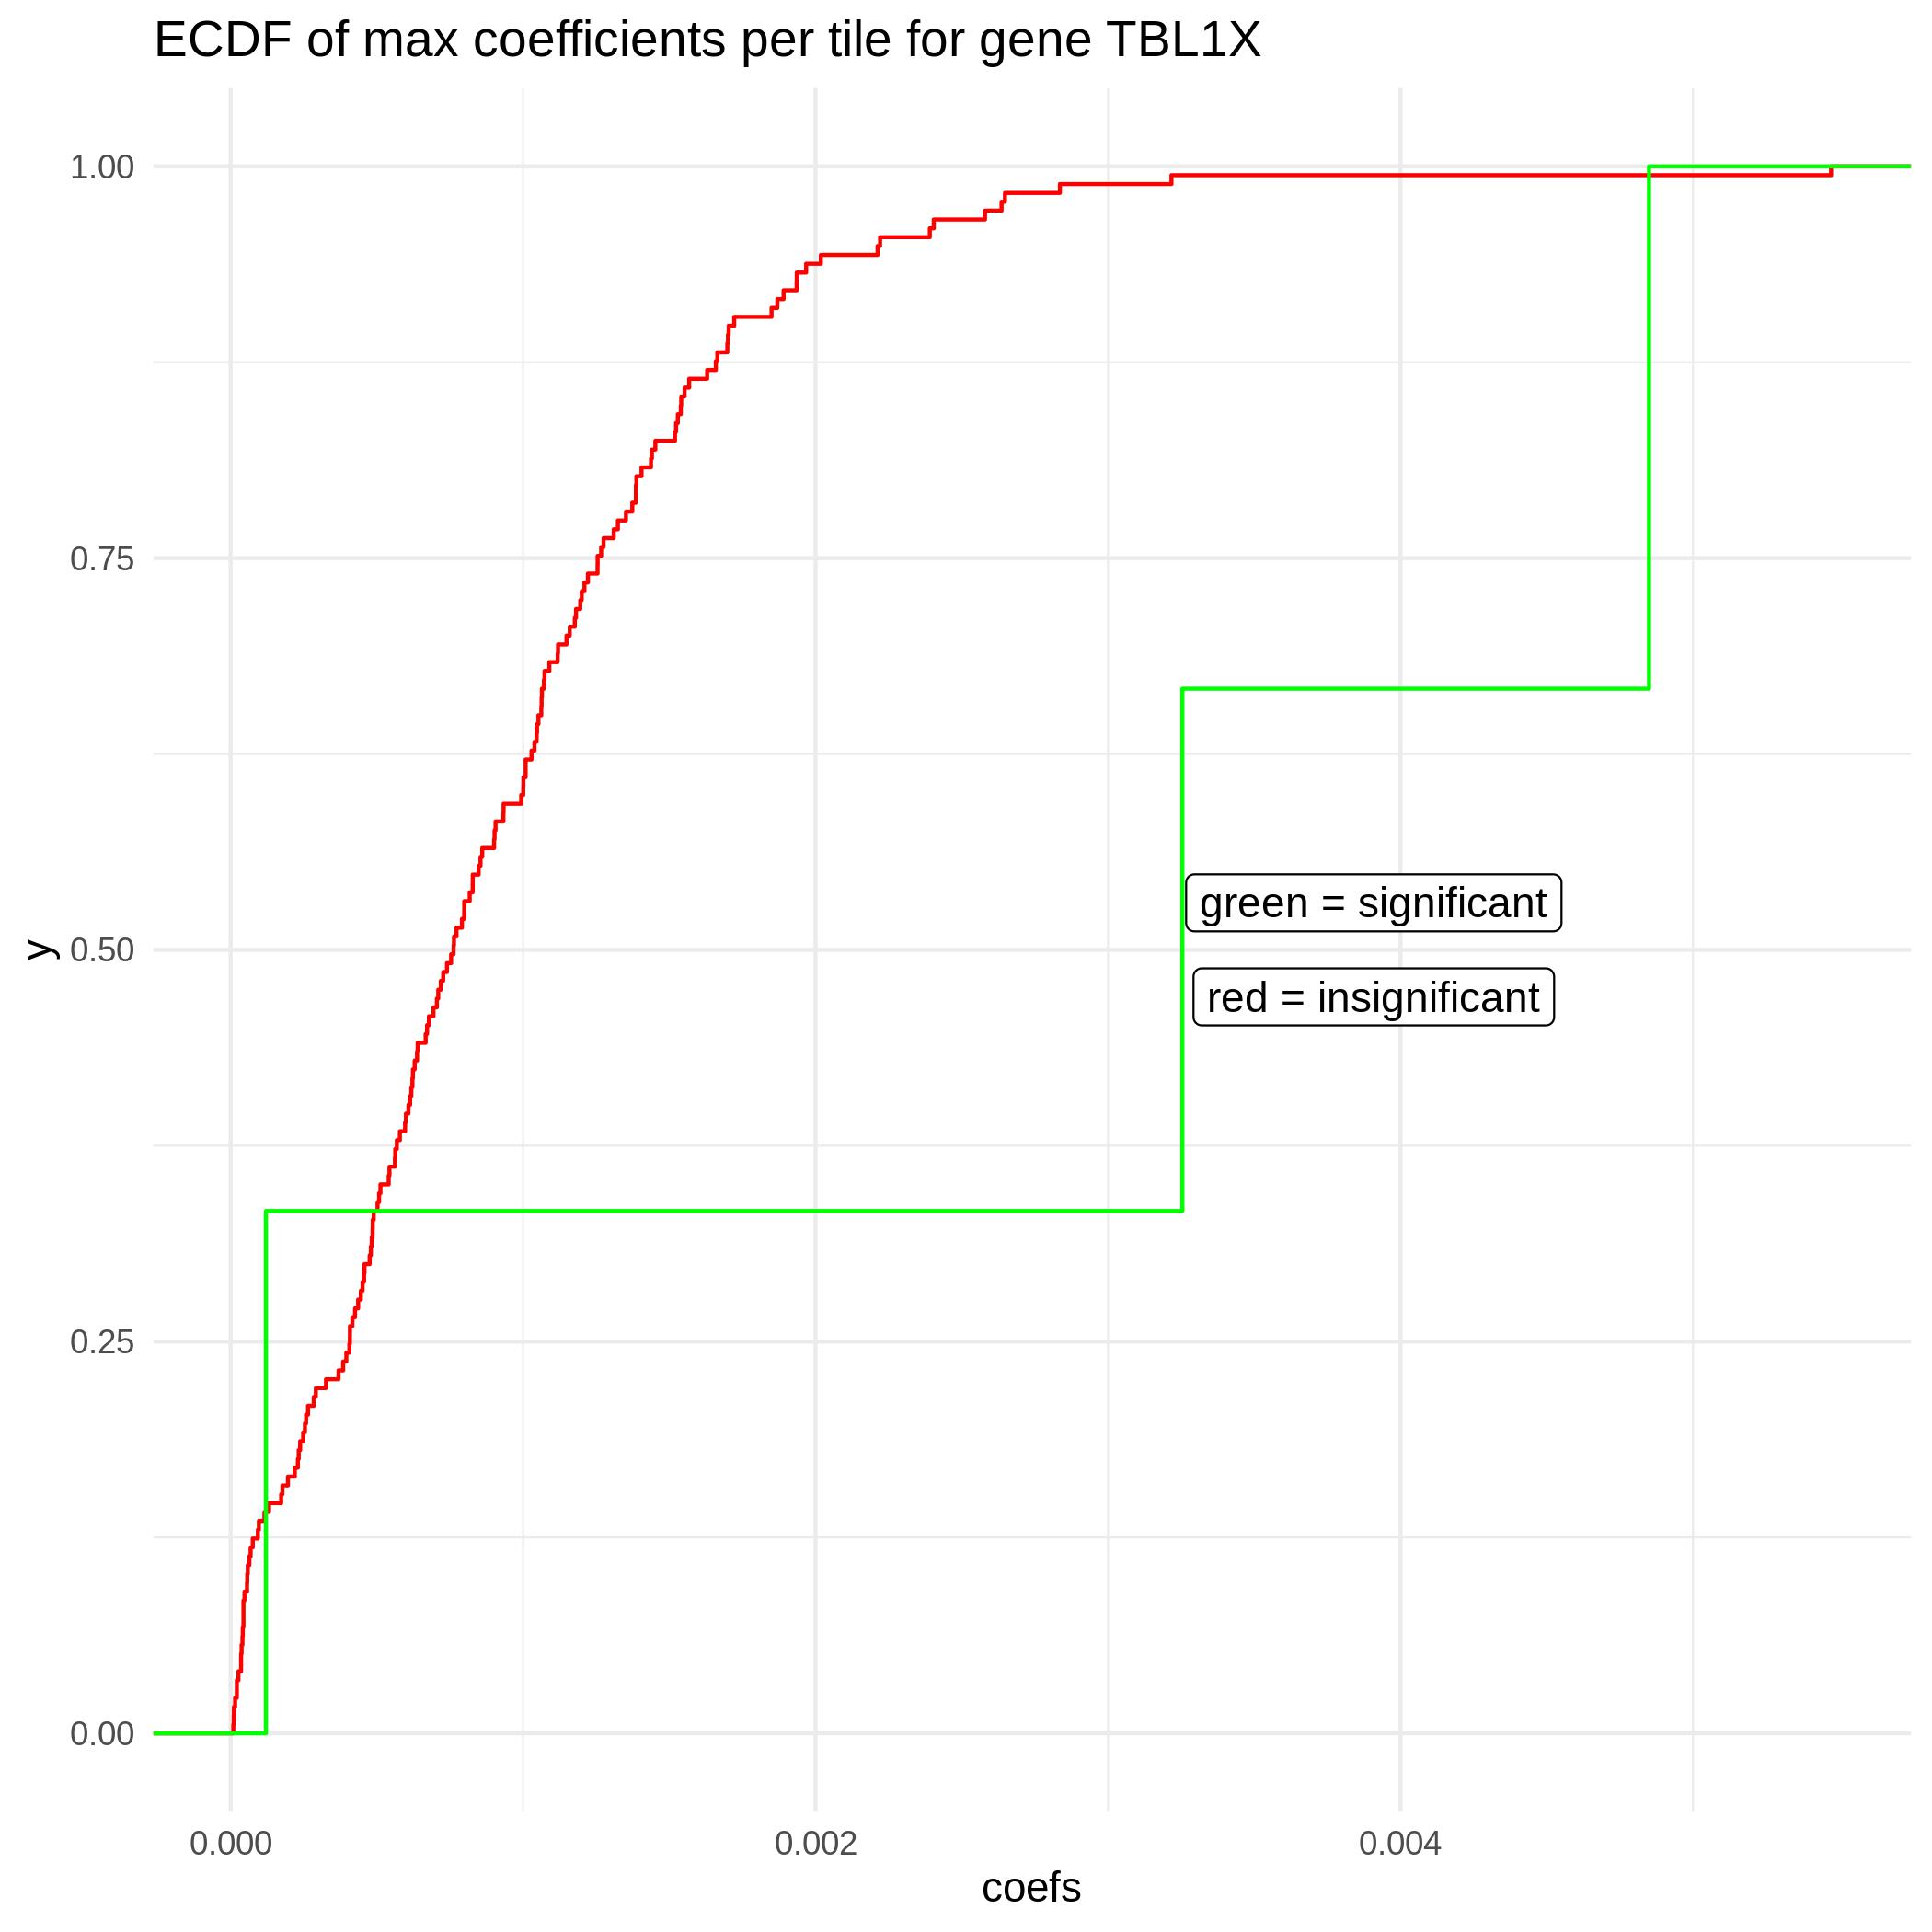 ECDF of max coefficients per tile for gene TBL1X
1.00
0.75
0.50
0.25
0.00
y
green = significant
red = insignificant
0.000
0.002
0.004
coefs